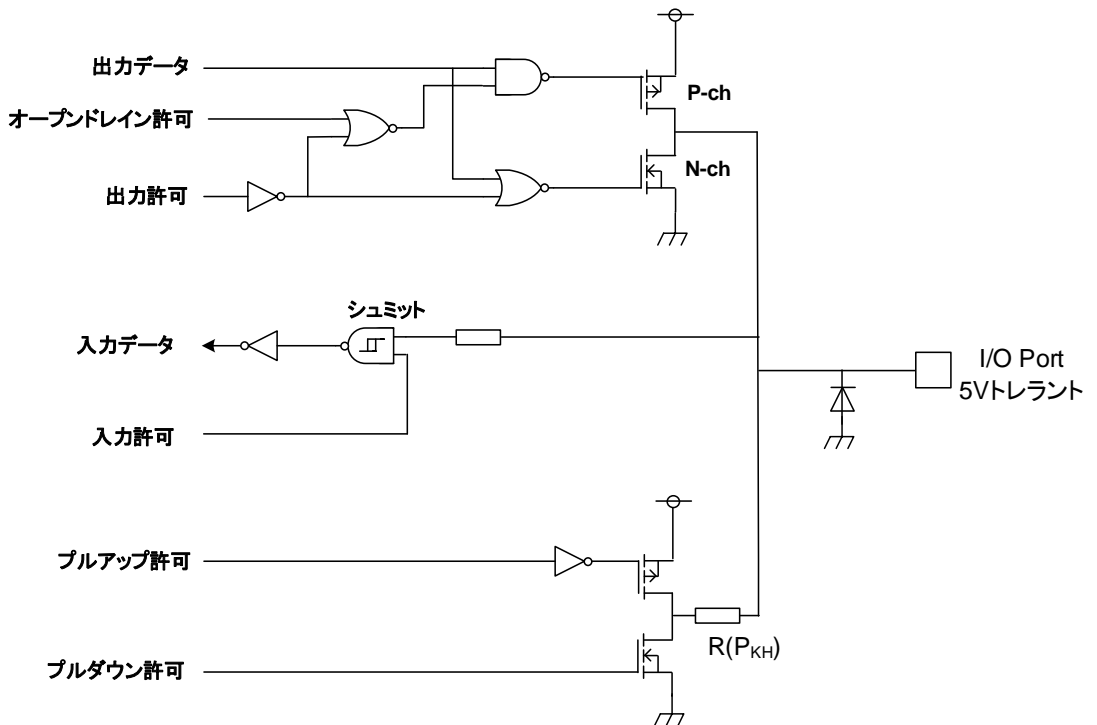 出力データ
オープンドレイン許可
出力許可
P-ch
N-ch
シュミット
入力データ
入力許可
I/O Port
5Vトレラント
プルアップ許可
プルダウン許可
R(PKH)